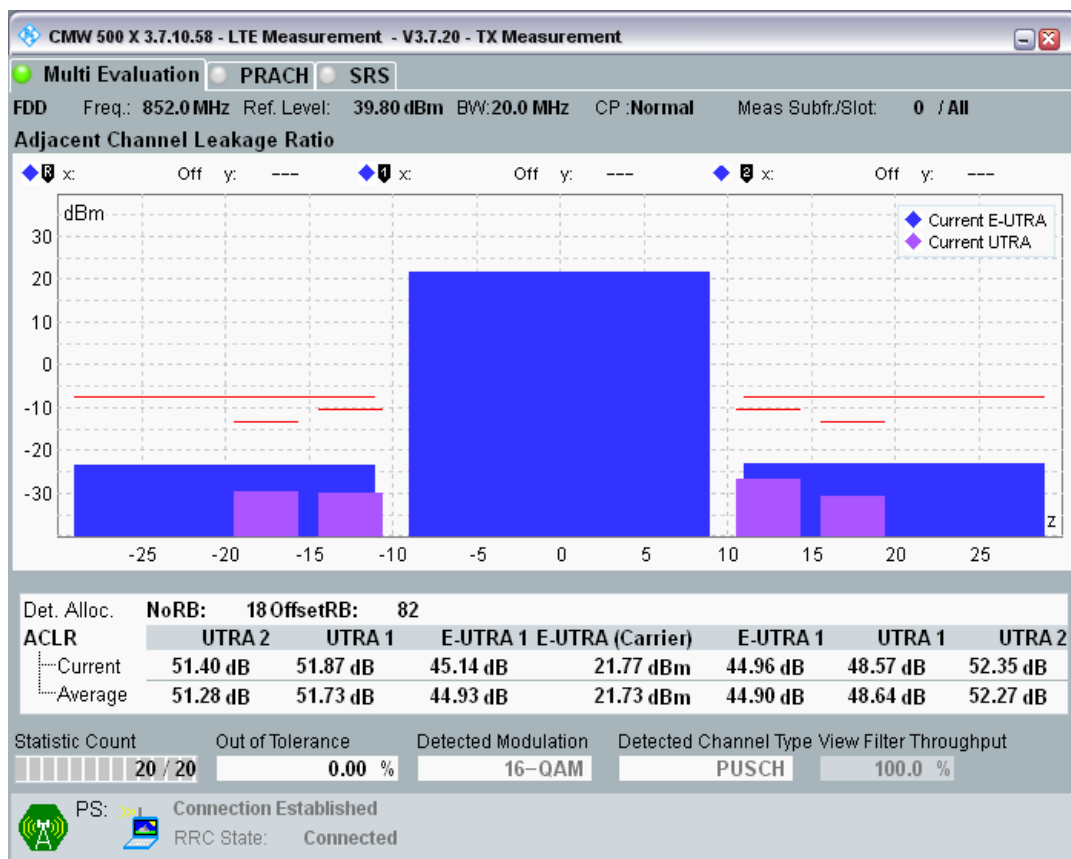 CMW 500 X 3.7.10.58 - LTE Measurement - V3.7.20 - TX Measurement
Multi Evaluation PRACH SRS
FDD Freq.: 852.0 MHz Ref. Level: 39.80 dBm BW:20.0 MHz CP :Normal Meas Subfr./Slot: 0 / All
Adjacent Channel Leakage Ratio
R x: Off y: --- 1 x: Off y: --- 2 x: Off y: ---
dBm
Current E-UTRA
Current UTRA
30
20
10
0
-10
-20
-30
z
-25 -20 -15 -10 -5 0 5 10 15 20 25
Det. Alloc. NoRB: 18 OffsetRB: 82
ACLR UTRA 2 UTRA 1 E-UTRA 1 E-UTRA (Carrier) E-UTRA 1 UTRA 1 UTRA 2
Current 51.40 dB 51.87 dB 45.14 dB 21.77 dBm 44.96 dB 48.57 dB 52.35 dB
Average 51.28 dB 51.73 dB 44.93 dB 21.73 dBm 44.90 dB 48.64 dB 52.27 dB
Statistic Count Out of Tolerance Detected Modulation Detected Channel Type View Filter Throughput
20 / 20 0.00 % 16-QAM PUSCH 100.0 %
PS: Connection Established
RRC State: Connected